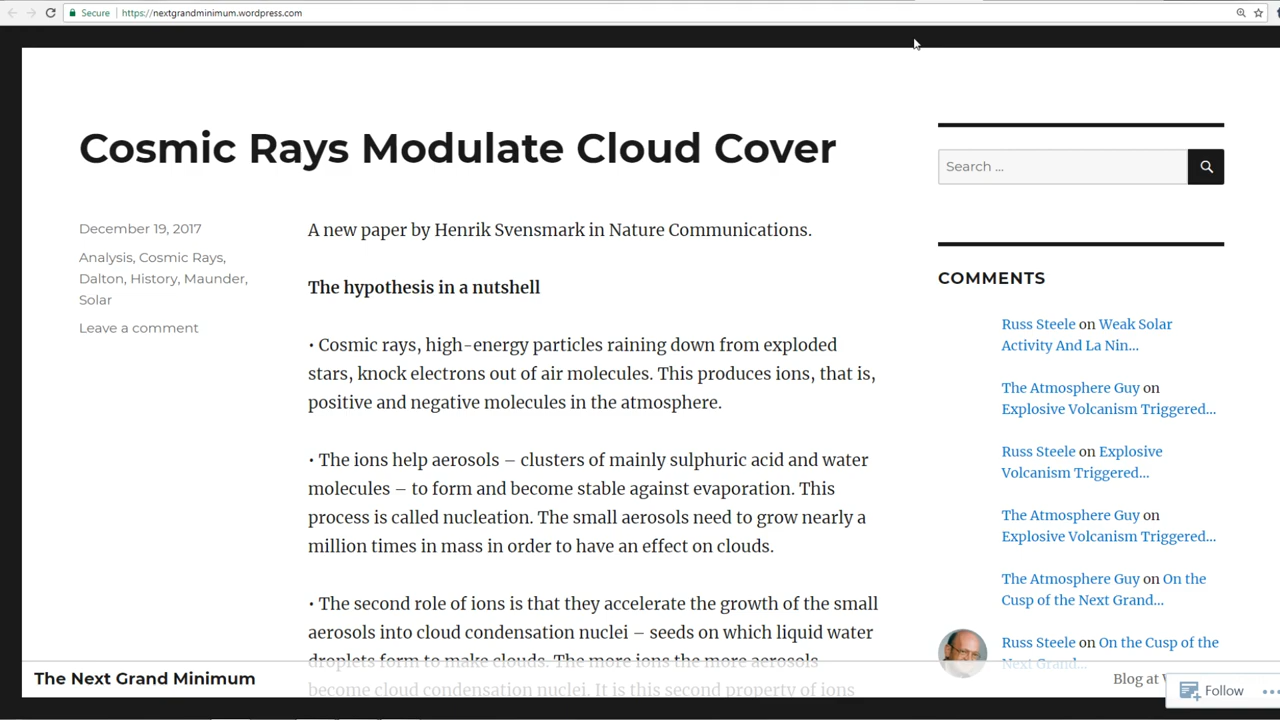 Secure
https://nextgrandminimum.wordpress.com
Cosmic Rays Modulate Cloud Cover
December 19, 2017
Analysis, Cosmic Rays,
Dalton, History, Maunder,
Solar
Leave a comment
A new paper by Henrik Svensmark in Nature Communications.
The hypothesis in a nutshell
• Cosmic rays, high-energy particles raining down from exploded
stars, knock electrons out of air molecules. This produces ions, that is,
positive and negative molecules in the atmosphere.
• The ions help aerosols – clusters of mainly sulphuric acid and water
molecules – to form and become stable against evaporation. This
process is called nucleation. The small aerosols need to grow nearly a
million times in mass in order to have an effect on clouds.
• The second role of ions is that they accelerate the growth of the small
aerosols into cloud condensation nuclei – seeds on which liquid water
droplets form to make clouds. The more ions the more aerosols
become cloud condensation nuclei. It is this second property of ions
Search ...
COMMENTS
Russ Steele on Weak Solar
Activity And La Nin...
The Atmosphere Guy on
Explosive Volcanism Triggered...
Russ Steele on Explosive
Volcanism Triggered...
The Atmosphere Guy on
Explosive Volcanism Triggered...
The Atmosphere Guy on On the
Cusp of the Next Grand...
Russ Steele on On the Cusp of the
Next Grand...
The Next Grand Minimum
Blog at
Follow